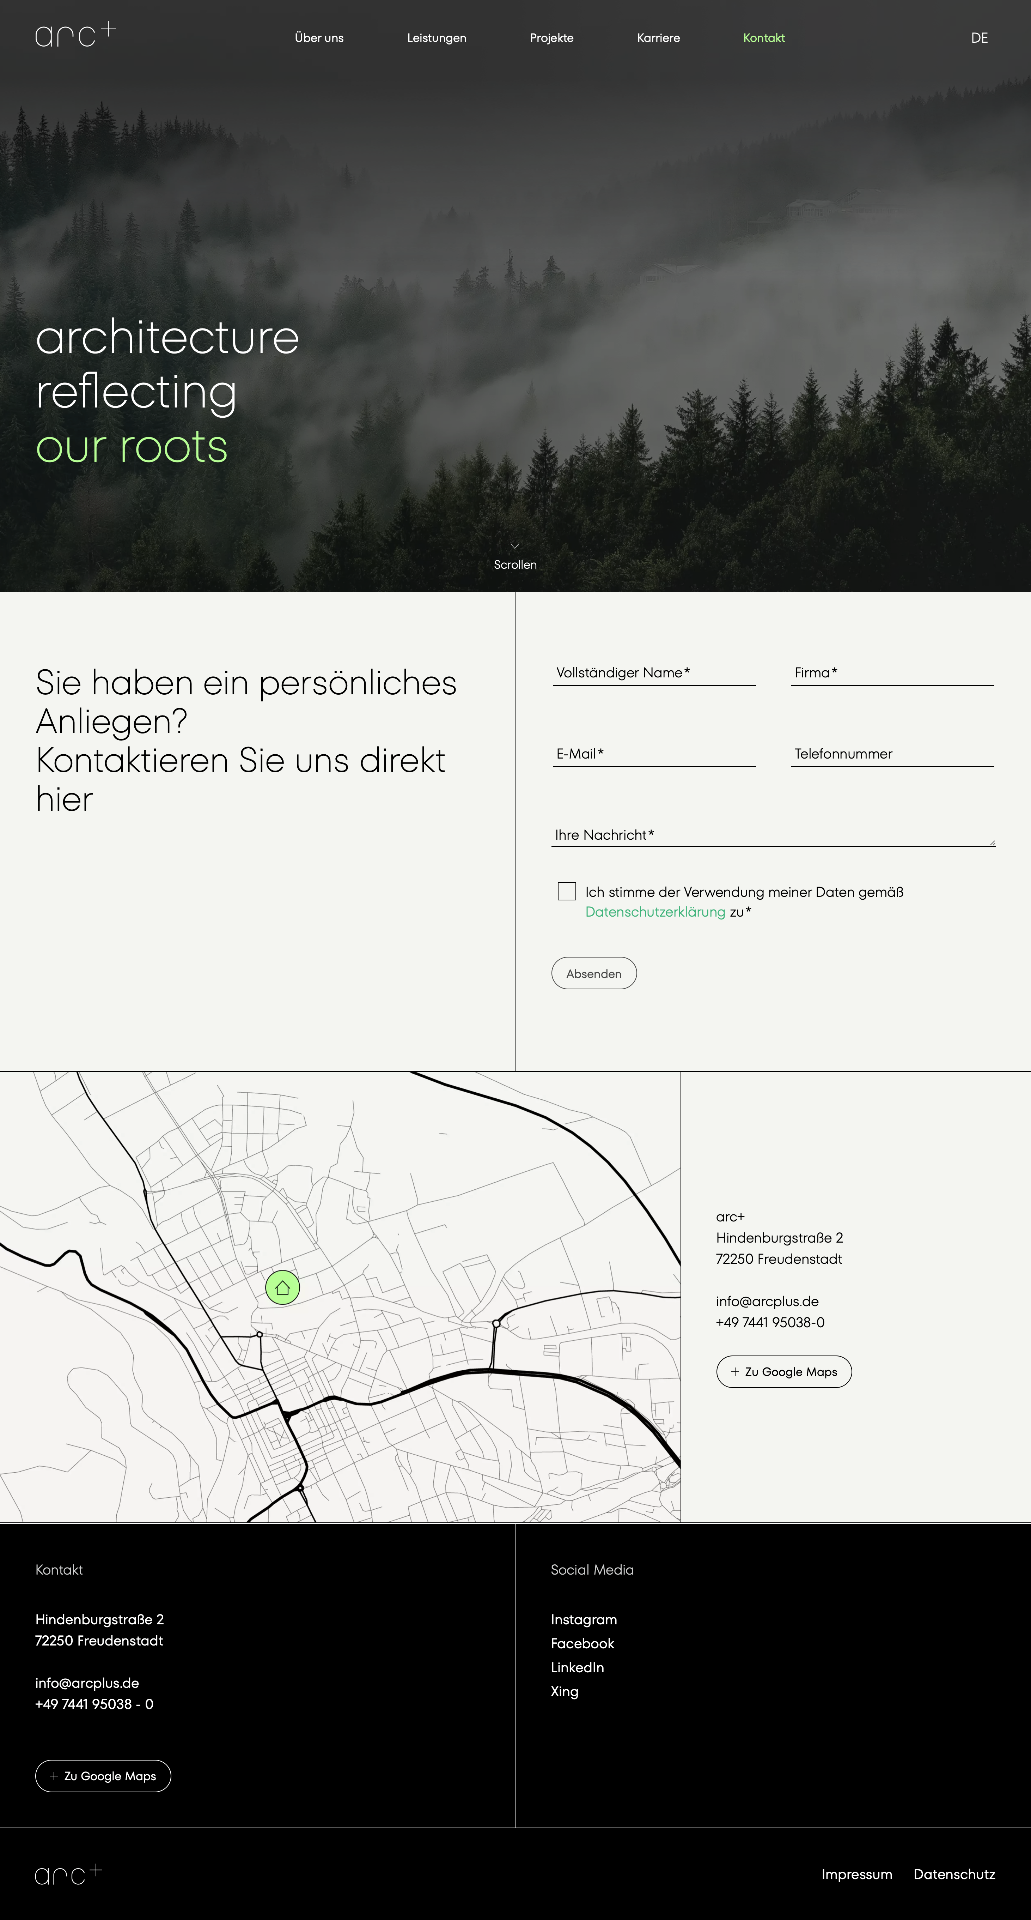 arc+
Über uns
Leistungen
Projekte
Karriere
Kontakt
DE
architecture
reflecting
our roots
Scrollen
Sie haben ein persönliches
Anliegen?
Kontaktieren Sie uns direkt
hier
Vollständiger Name*
Firma*
E-Mail*
Telefonnummer
Ihre Nachricht*
Ich stimme der Verwendung meiner Daten gemäß
Datenschutzerklärung zu*
Absenden
arc+
Hindenburgstraße 2
72250 Freudenstadt
info@arcplus.de
+49 7441 95038-0
+ Zu Google Maps
Kontakt
Hindenburgstraße 2
72250 Freudenstadt
info@arcplus.de
+49 7441 95038 - 0
+ Zu Google Maps
Social Media
Instagram
Facebook
LinkedIn
Xing
arc+
Impressum
Datenschutz